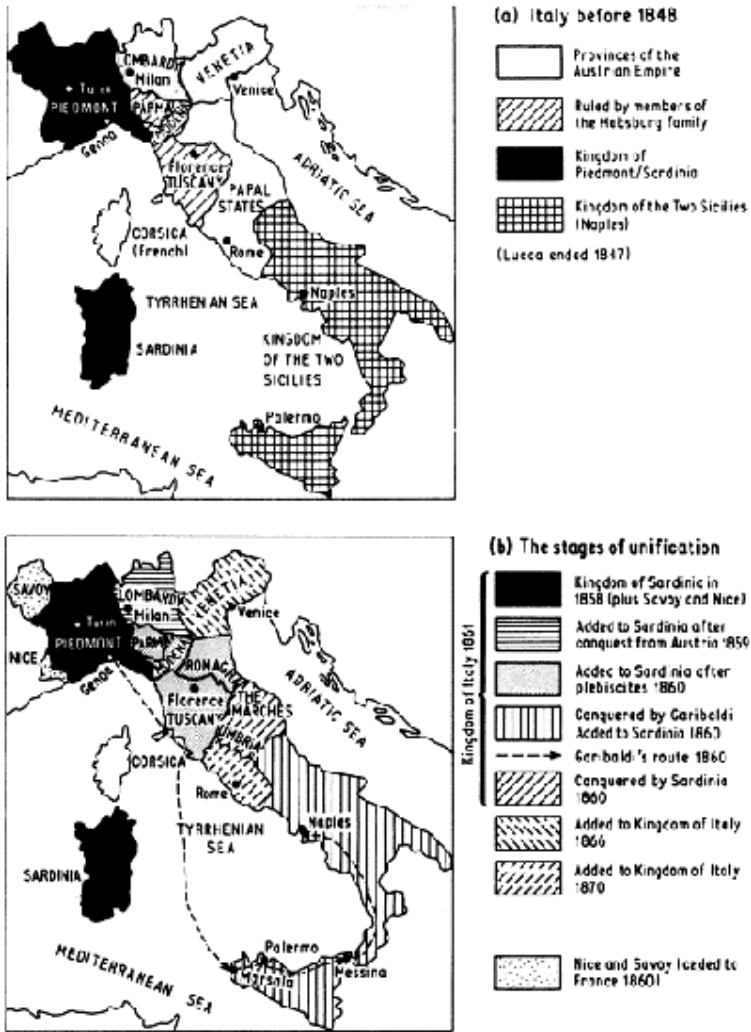 (a) Italy before 1848
Provinces of the
Austrian Empire
Ruled by members of
the Habsburg family
Kingdom of
Piedmont/Sardinia
Kingdom of the Two Sicilies
(Naples)
(Lucca ended 1847)
LOMBARDY
Milan
VENETIA
Venice
Turin
PIEDMONT
PARMA
Genoa
Florence
TUSCANY
PAPAL
STATES
ADRIATIC SEA
CORSICA
(French)
Rome
TYRRHENIAN SEA
Naples
SARDINIA
KINGDOM
OF THE TWO
SICILIES
Palermo
MEDITERRANEAN SEA
(b) The stages of unification
Kingdom of Italy 1861
Kingdom of Sardinia in
1858 (plus Savoy and Nice)
Added to Sardinia after
conquest from Austria 1859
Added to Sardinia after
plebiscites 1860
Conquered by Garibaldi
Added to Sardinia 1860
Garibaldi's route 1860
Conquered by Sardinia
1860
Added to Kingdom of Italy
1866
Added to Kingdom of Italy
1870
Nice and Savoy (ceded to
France 1860)
SAVOY
LOMBARDY
Milan
VENETIA
Venice
Turin
PIEDMONT
PARMA
NICE
Genoa
ROMAGNA
Florence
TUSCANY
THE
MARCHES
UMBRIA
ADRIATIC SEA
CORSICA
Rome
TYRRHENIAN
SEA
Naples
SARDINIA
Palermo
Marsala
Messina
MEDITERRANEAN SEA